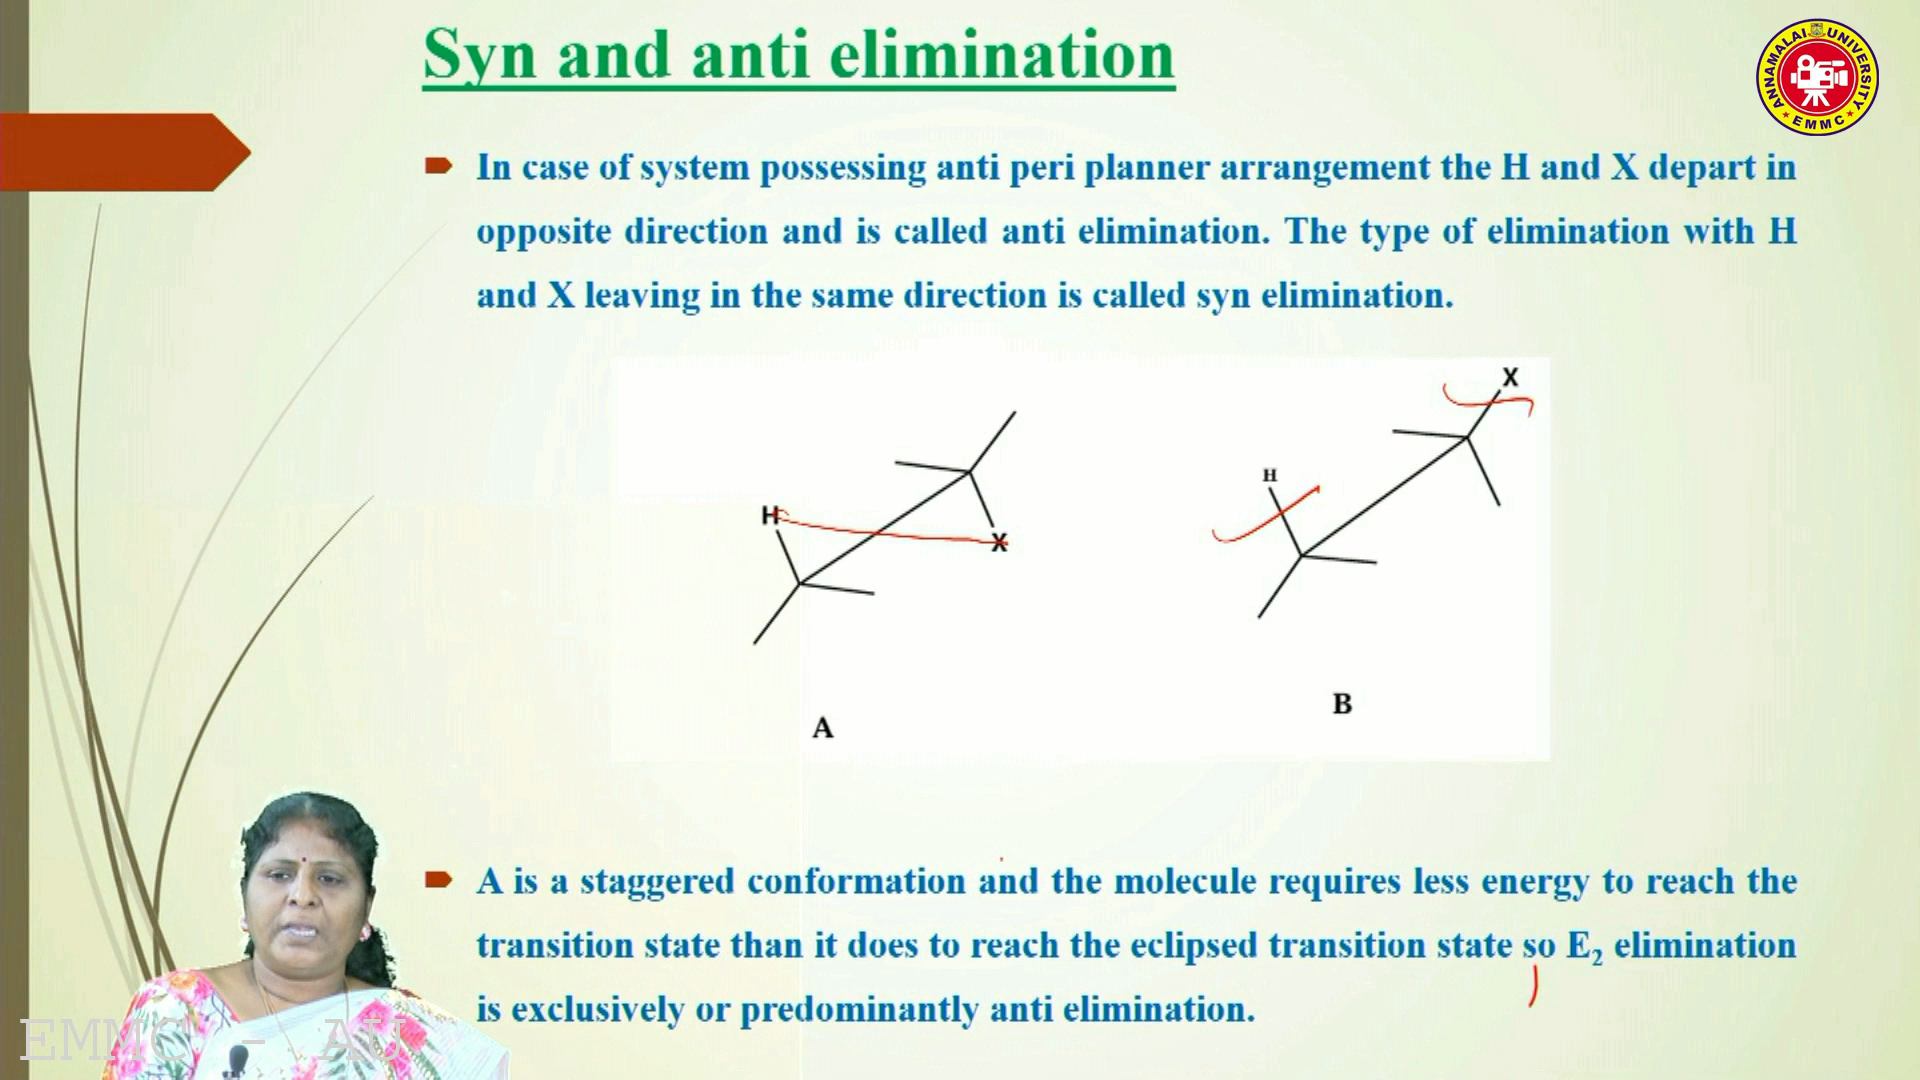 Syn and anti elimination
ANNAMALAI UNIVERSITY
EMMC
In case of system possessing anti peri planner arrangement the H and X depart in
opposite direction and is called anti elimination. The type of elimination with H
and X leaving in the same direction is called syn elimination.
X
H
H
X
A
B
A is a staggered conformation and the molecule requires less energy to reach the
transition state than it does to reach the eclipsed transition state so E₂ elimination
is exclusively or predominantly anti elimination.
EMMC - AU